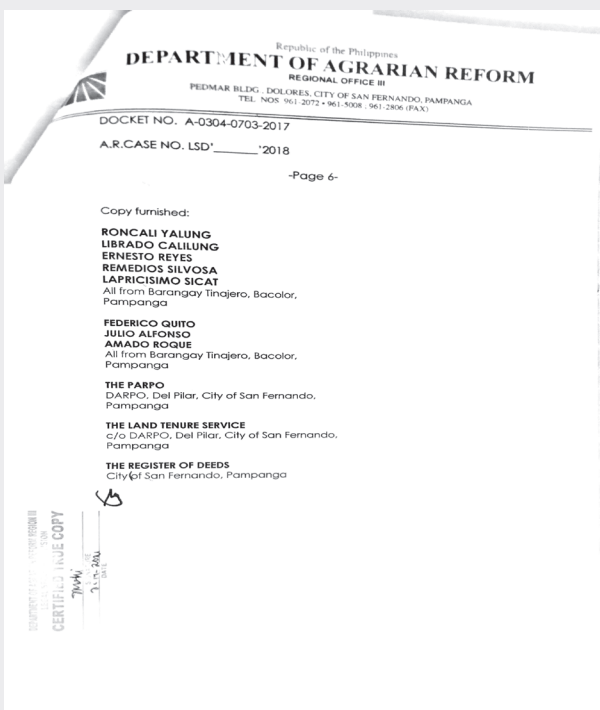 Republic of the Philippines
DEPARTMENT OF AGRARIAN REFORM
REGIONAL OFFICE III
PEDMAR BLDG., DOLORES, CITY OF SAN FERNANDO, PAMPANGA
TEL. NOS 961-2072 • 961-5008 , 961-2806 (FAX)
DOCKET NO. A-0304-0703-2017
A.R.CASE NO. LSD'______'2018
-Page 6-
Copy furnished:
RONCALI YALUNG
LIBRADO CALILUNG
ERNESTO REYES
REMEDIOS SILVOSA
LAPRICISIMO SICAT
All from Barangay Tinajero, Bacolor,
Pampanga
FEDERICO QUITO
JULIO ALFONSO
AMADO ROQUE
All from Barangay Tinajero, Bacolor,
Pampanga
THE PARPO
DARPO, Del Pilar, City of San Fernando,
Pampanga
THE LAND TENURE SERVICE
c/o DARPO, Del Pilar, City of San Fernando,
Pampanga
THE REGISTER OF DEEDS
City of San Fernando, Pampanga
CERTIFIED TRUE COPY
DATE